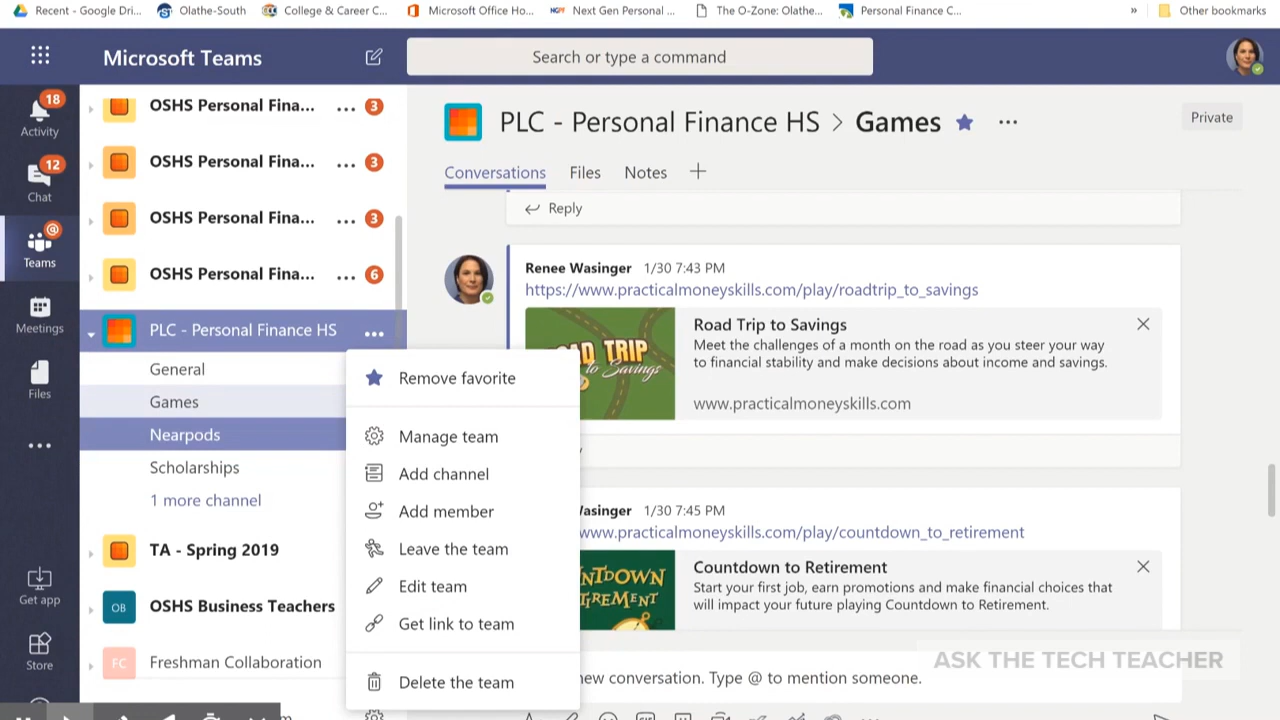 Recent - Google Dri...
Olathe-South
College & Career C...
Microsoft Office Ho...
NGPF Next Gen Personal ...
The O-Zone: Olathe...
Personal Finance C...
»
Other bookmarks
Microsoft Teams
Search or type a command
18
Activity
12
Chat
@
Teams
Meetings
Files
...
Get app
Store
OSHS Personal Fina... ... 3
OSHS Personal Fina... ... 3
OSHS Personal Fina... ... 3
OSHS Personal Fina... ... 6
PLC - Personal Finance HS ...
General
Games
Nearpods
Scholarships
1 more channel
TA - Spring 2019
OB OSHS Business Teachers
FC Freshman Collaboration
Remove favorite
Manage team
Add channel
Add member
Leave the team
Edit team
Get link to team
Delete the team
PLC - Personal Finance HS > Games ...
Private
Conversations Files Notes +
Reply
Renee Wasinger 1/30 7:43 PM
https://www.practicalmoneyskills.com/play/roadtrip_to_savings
ROAD TRIP
to Savings
Road Trip to Savings
Meet the challenges of a month on the road as you steer your way
to financial stability and make decisions about income and savings.
www.practicalmoneyskills.com
Wasinger 1/30 7:45 PM
www.practicalmoneyskills.com/play/countdown_to_retirement
Countdown to Retirement
Start your first job, earn promotions and make financial choices that
will impact your future playing Countdown to Retirement.
new conversation. Type @ to mention someone.
ASK THE TECH TEACHER